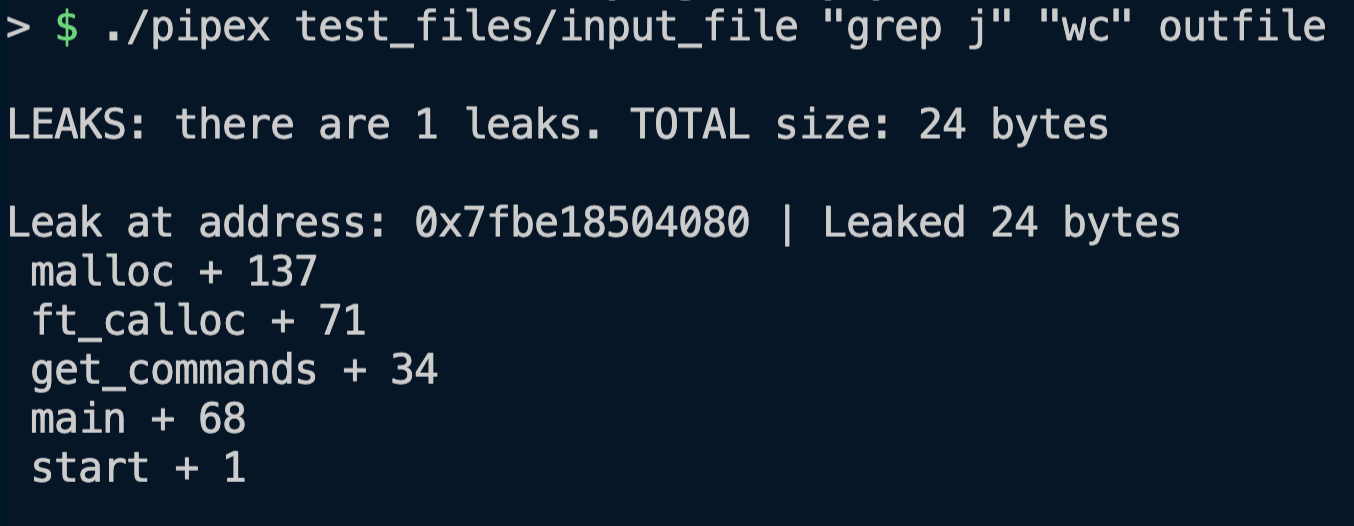 > $ ./pipex test_files/input_file "grep j" "wc" outfile
LEAKS: there are 1 leaks. TOTAL size: 24 bytes
Leak at address: 0x7fbe18504080 | Leaked 24 bytes
malloc + 137
ft_calloc + 71
get_commands + 34
main + 68
start + 1